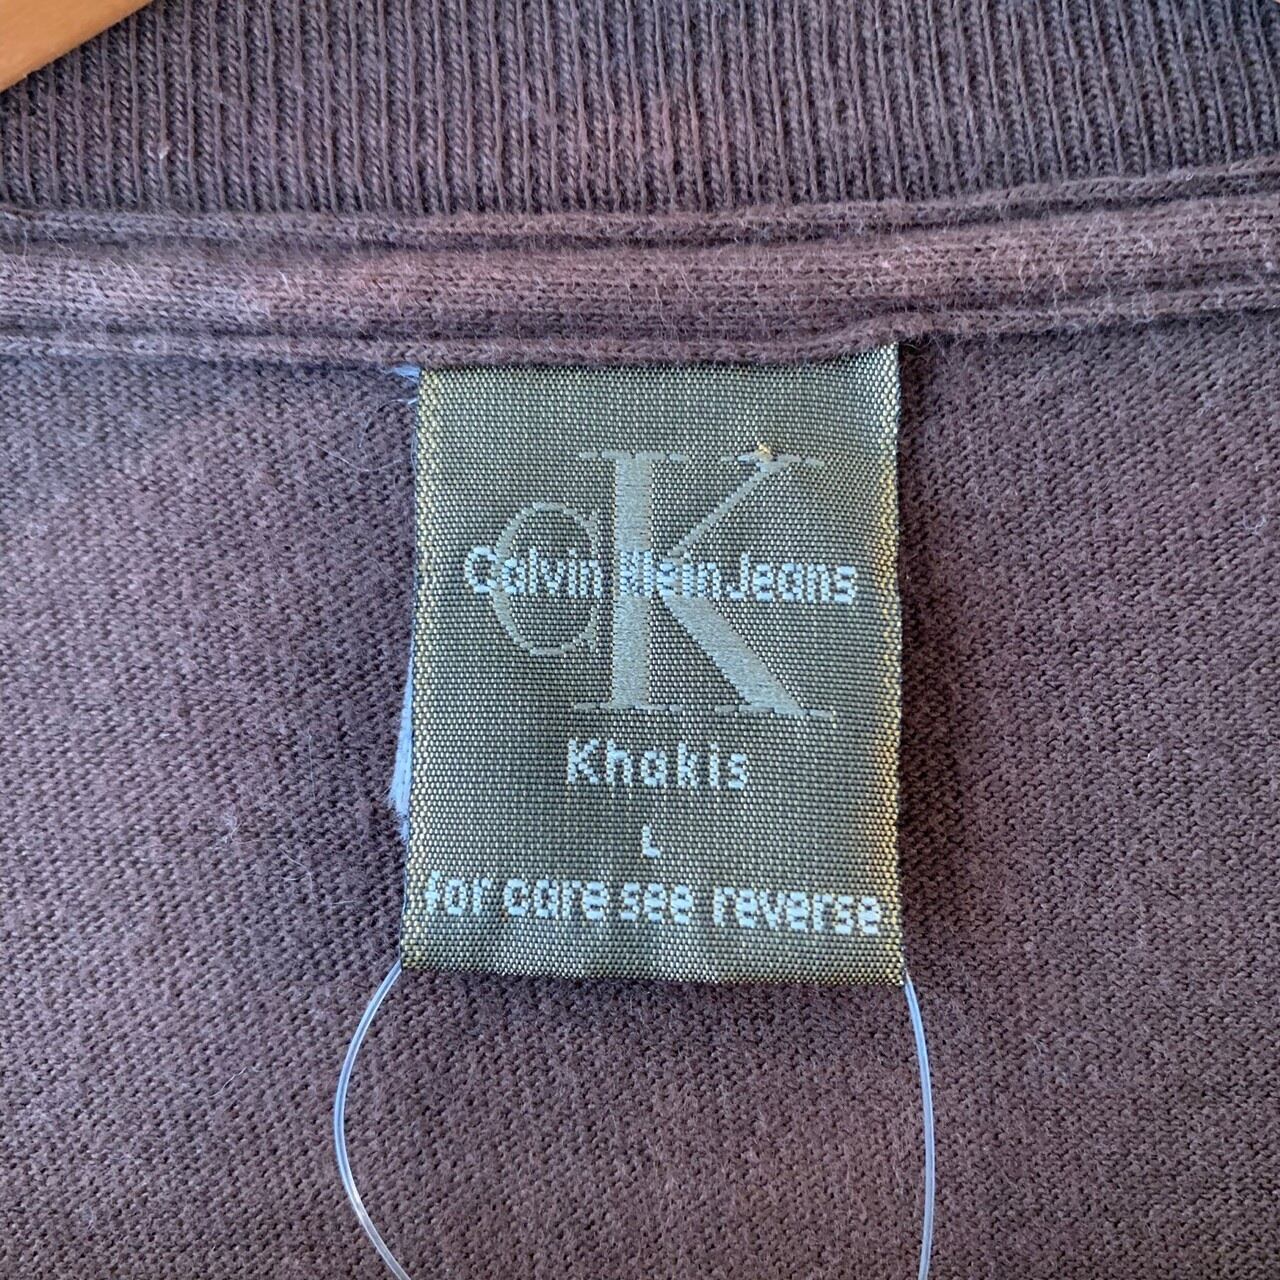 CK
Calvin Klein Jeans
Khakis
L
for care see reverse